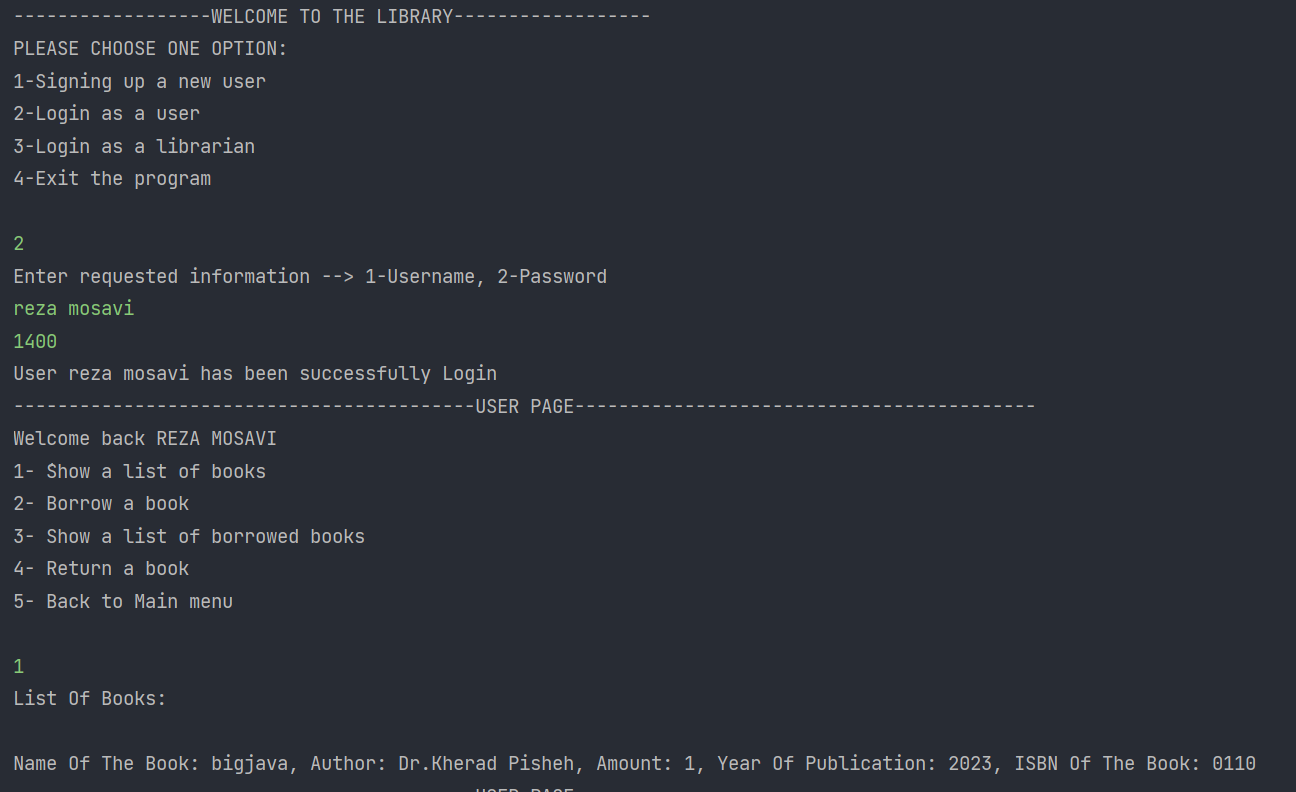 ------------------WELCOME TO THE LIBRARY------------------
PLEASE CHOOSE ONE OPTION:
1-Signing up a new user
2-Login as a user
3-Login as a librarian
4-Exit the program
2
Enter requested information --> 1-Username, 2-Password
reza mosavi
1400
User reza mosavi has been successfully Login
------------------------------------------USER PAGE------------------------------------------
Welcome back REZA MOSAVI
1- Show a list of books
2- Borrow a book
3- Show a list of borrowed books
4- Return a book
5- Back to Main menu
1
List Of Books:
Name Of The Book: bigjava, Author: Dr.Kherad Pisheh, Amount: 1, Year Of Publication: 2023, ISBN Of The Book: 0110
------------------------------------------USER PAGE------------------------------------------